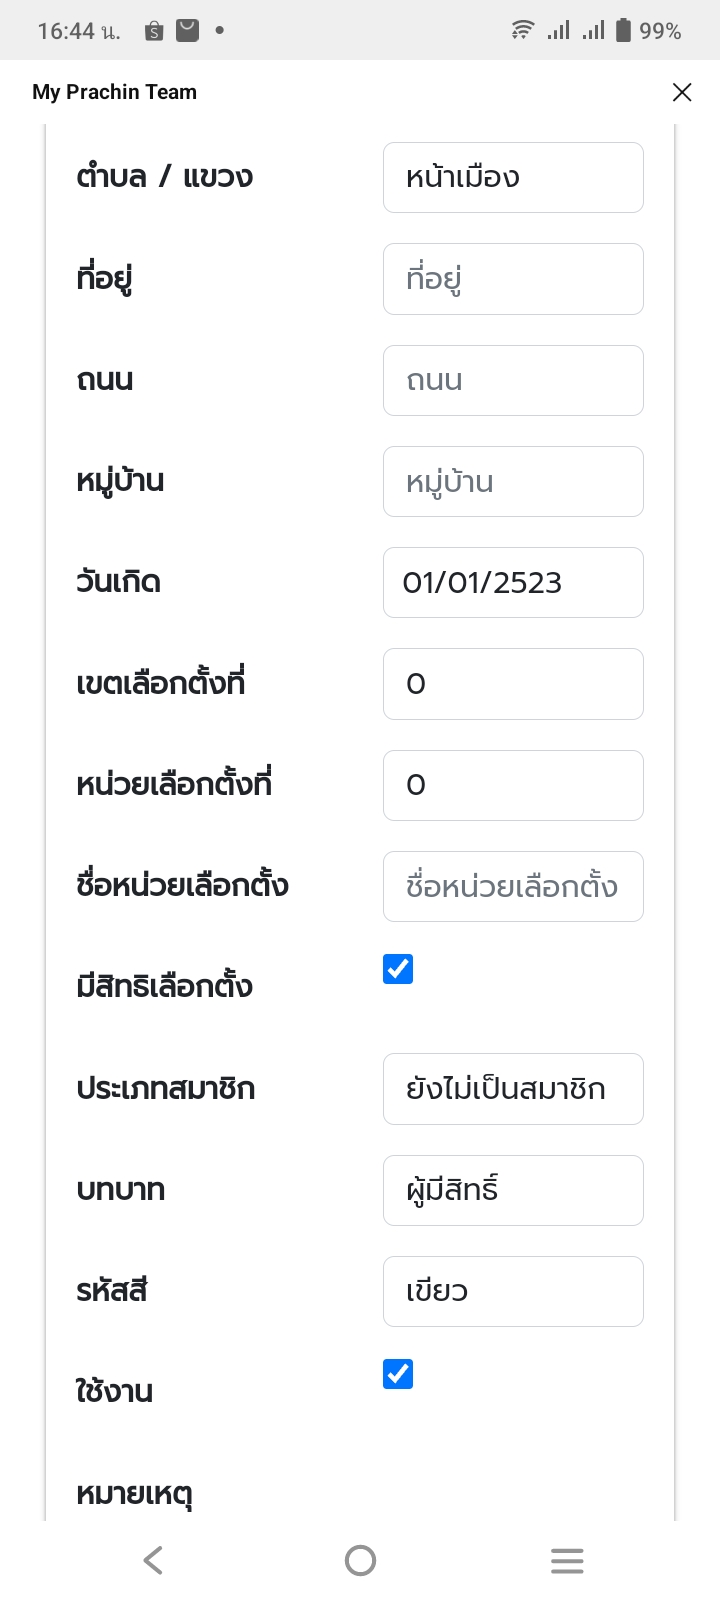 16:44 น.
99%
My Prachin Team
ตำบล / แขวง
หน้าเมือง
ที่อยู่
ที่อยู่
ถนน
ถนน
หมู่บ้าน
หมู่บ้าน
วันเกิด
01/01/2523
เขตเลือกตั้งที่
0
หน่วยเลือกตั้งที่
0
ชื่อหน่วยเลือกตั้ง
ชื่อหน่วยเลือกตั้ง
มีสิทธิเลือกตั้ง
ประเภทสมาชิก
ยังไม่เป็นสมาชิก
บทบาท
ผู้มีสิทธิ์
รหัสสี
เขียว
ใช้งาน
หมายเหตุ